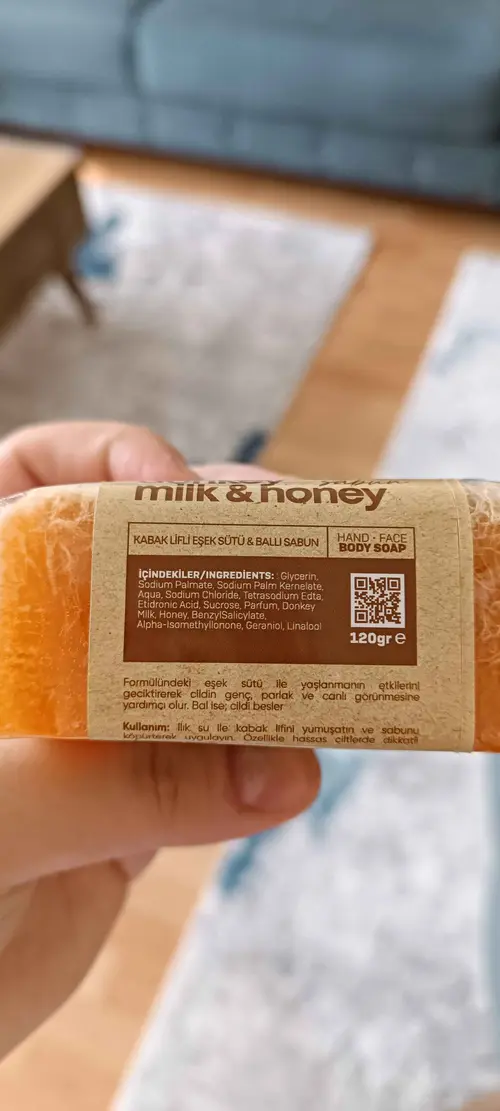 milk & honey
KABAK LİFLİ EŞEK SÜTÜ & BALLI SABUN
HAND - FACE
BODY SOAP
İÇİNDEKİLER/INGREDIENTS: Glycerin,
Sodium Palmate, Sodium Palm Kernelate,
Aqua, Sodium Chloride, Tetrasodium Edta,
Etidronic Acid, Sucrose, Parfum, Donkey
Milk, Honey, BenzylSalicylate,
Alpha-Isomethyllonone, Geraniol, Linalool
120gr e
Formülündeki eşek sütü ile yaşlanmanın etkilerini
geciktirerek cildin genç, parlak ve canlı görünmesine
yardımcı olur. Bal ise; cildi besler
Kullanım: Ilık su ile kabak lifini yumuşatın ve sabunu
köpürterek uygulayın. Özellikle hassas ciltlerde dikkatli